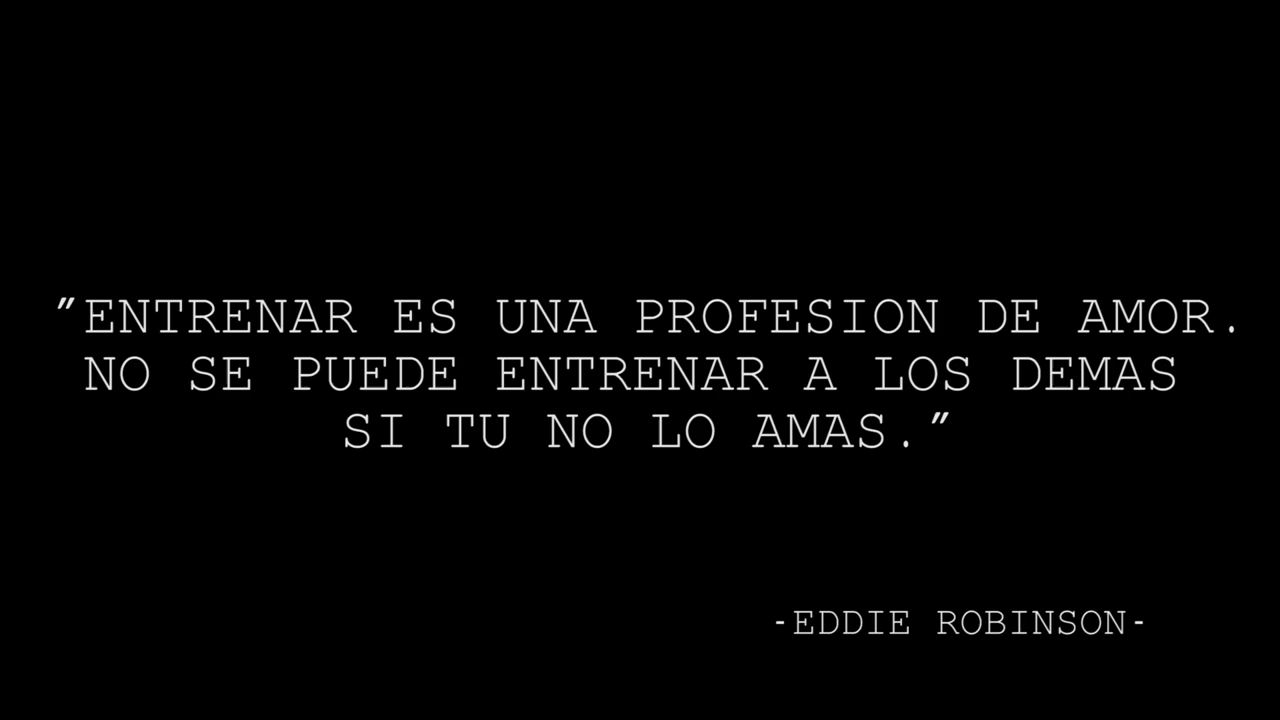 "ENTRENAR ES UNA PROFESION DE AMOR.
NO SE PUEDE ENTRENAR A LOS DEMAS
SI TU NO LO AMAS."
-EDDIE ROBINSON-